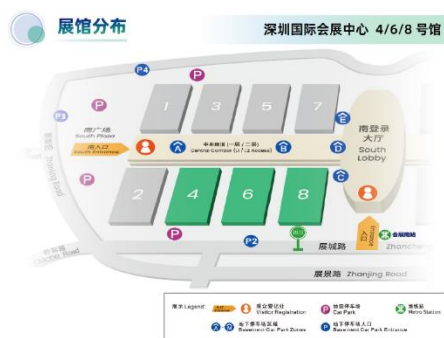 展馆分布
深圳国际会展中心 4/6/8 号馆
P4
P
P3
P
1
3
5
7
E
南广场
South Plaza
南入口
South Entrance
A
中央廊道 (一层 / 二层)
Central Corridor (L1 / L2 Access)
B
D
南登录
大厅
South
Lobby
C
P
2
4
6
8
P
P2
展城路
Entrance
会展南站
Zhancheng
展景路 Zhanjing Road
图示 Legend:
观众登记处
Visitor Registration
P
地面停车场
Car Park
地铁站
Metro Station
A
E
地下停车场区域
Basement Car Park Zones
P
地下停车场入口
Basement Car Park Entrance